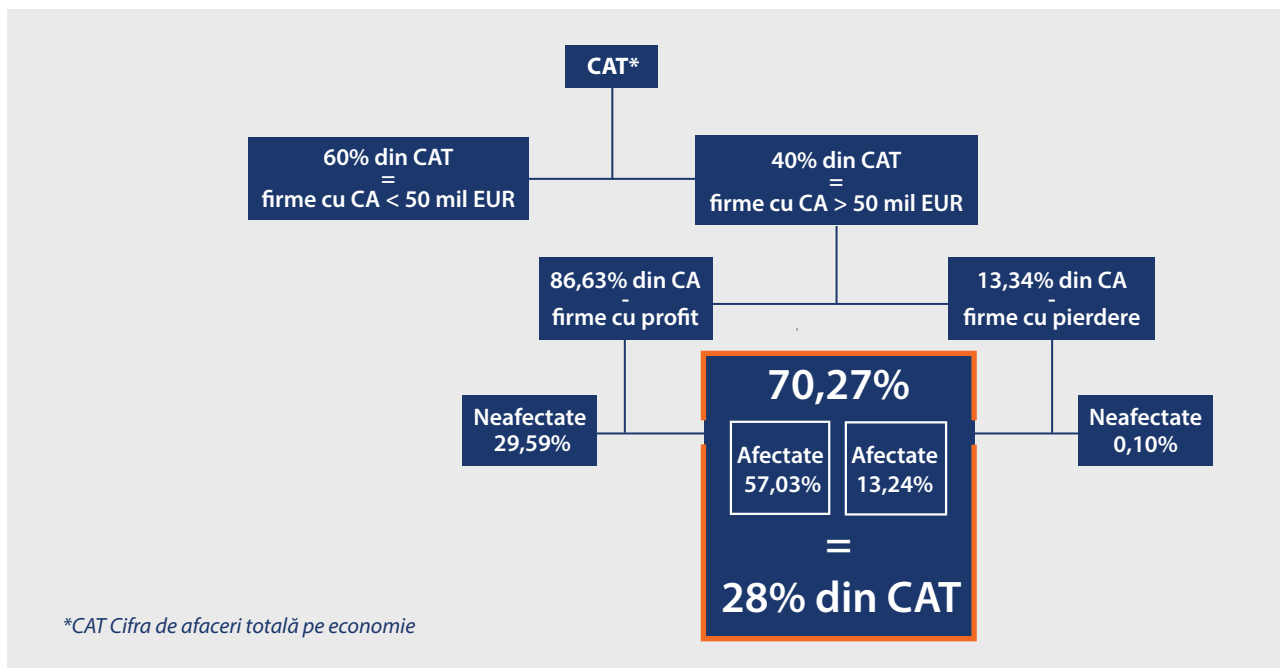 CAT*
60% din CAT
=
firme cu CA < 50 mil EUR
40% din CAT
=
firme cu CA > 50 mil EUR
86,63% din CA
-
firme cu profit
13,34% din CA
-
firme cu pierdere
70,27%
Neafectate
29,59%
Afectate
57,03%
Afectate
13,24%
Neafectate
0,10%
=
28% din CAT
*CAT Cifra de afaceri totală pe economie